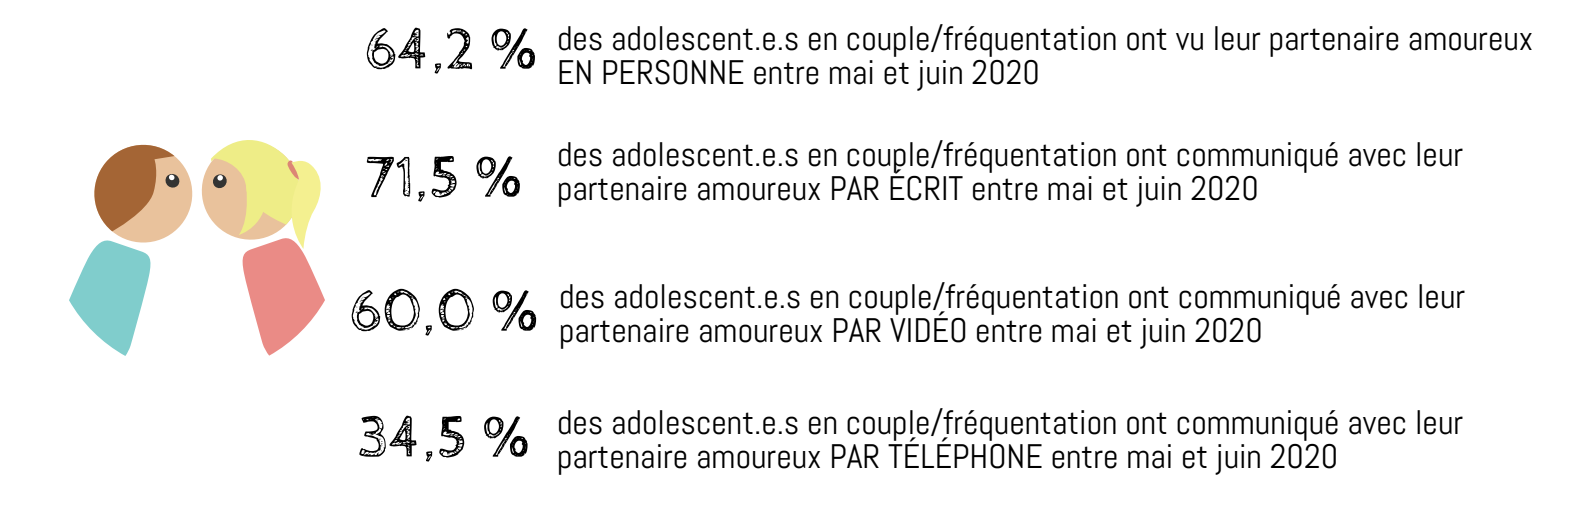 64,2 % des adolescent.e.s en couple/fréquentation ont vu leur partenaire amoureux
EN PERSONNE entre mai et juin 2020
71,5 % des adolescent.e.s en couple/fréquentation ont communiqué avec leur
partenaire amoureux PAR ÉCRIT entre mai et juin 2020
60,0 % des adolescent.e.s en couple/fréquentation ont communiqué avec leur
partenaire amoureux PAR VIDÉO entre mai et juin 2020
34,5 % des adolescent.e.s en couple/fréquentation ont communiqué avec leur
partenaire amoureux PAR TÉLÉPHONE entre mai et juin 2020